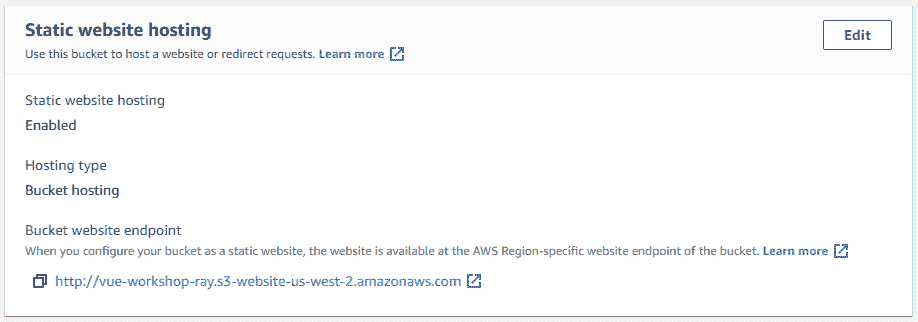 Static website hosting
Edit
Use this bucket to host a website or redirect requests. Learn more
Static website hosting
Enabled
Hosting type
Bucket hosting
Bucket website endpoint
When you configure your bucket as a static website, the website is available at the AWS Region-specific website endpoint of the bucket. Learn more
http://vue-workshop-ray.s3-website-us-west-2.amazonaws.com